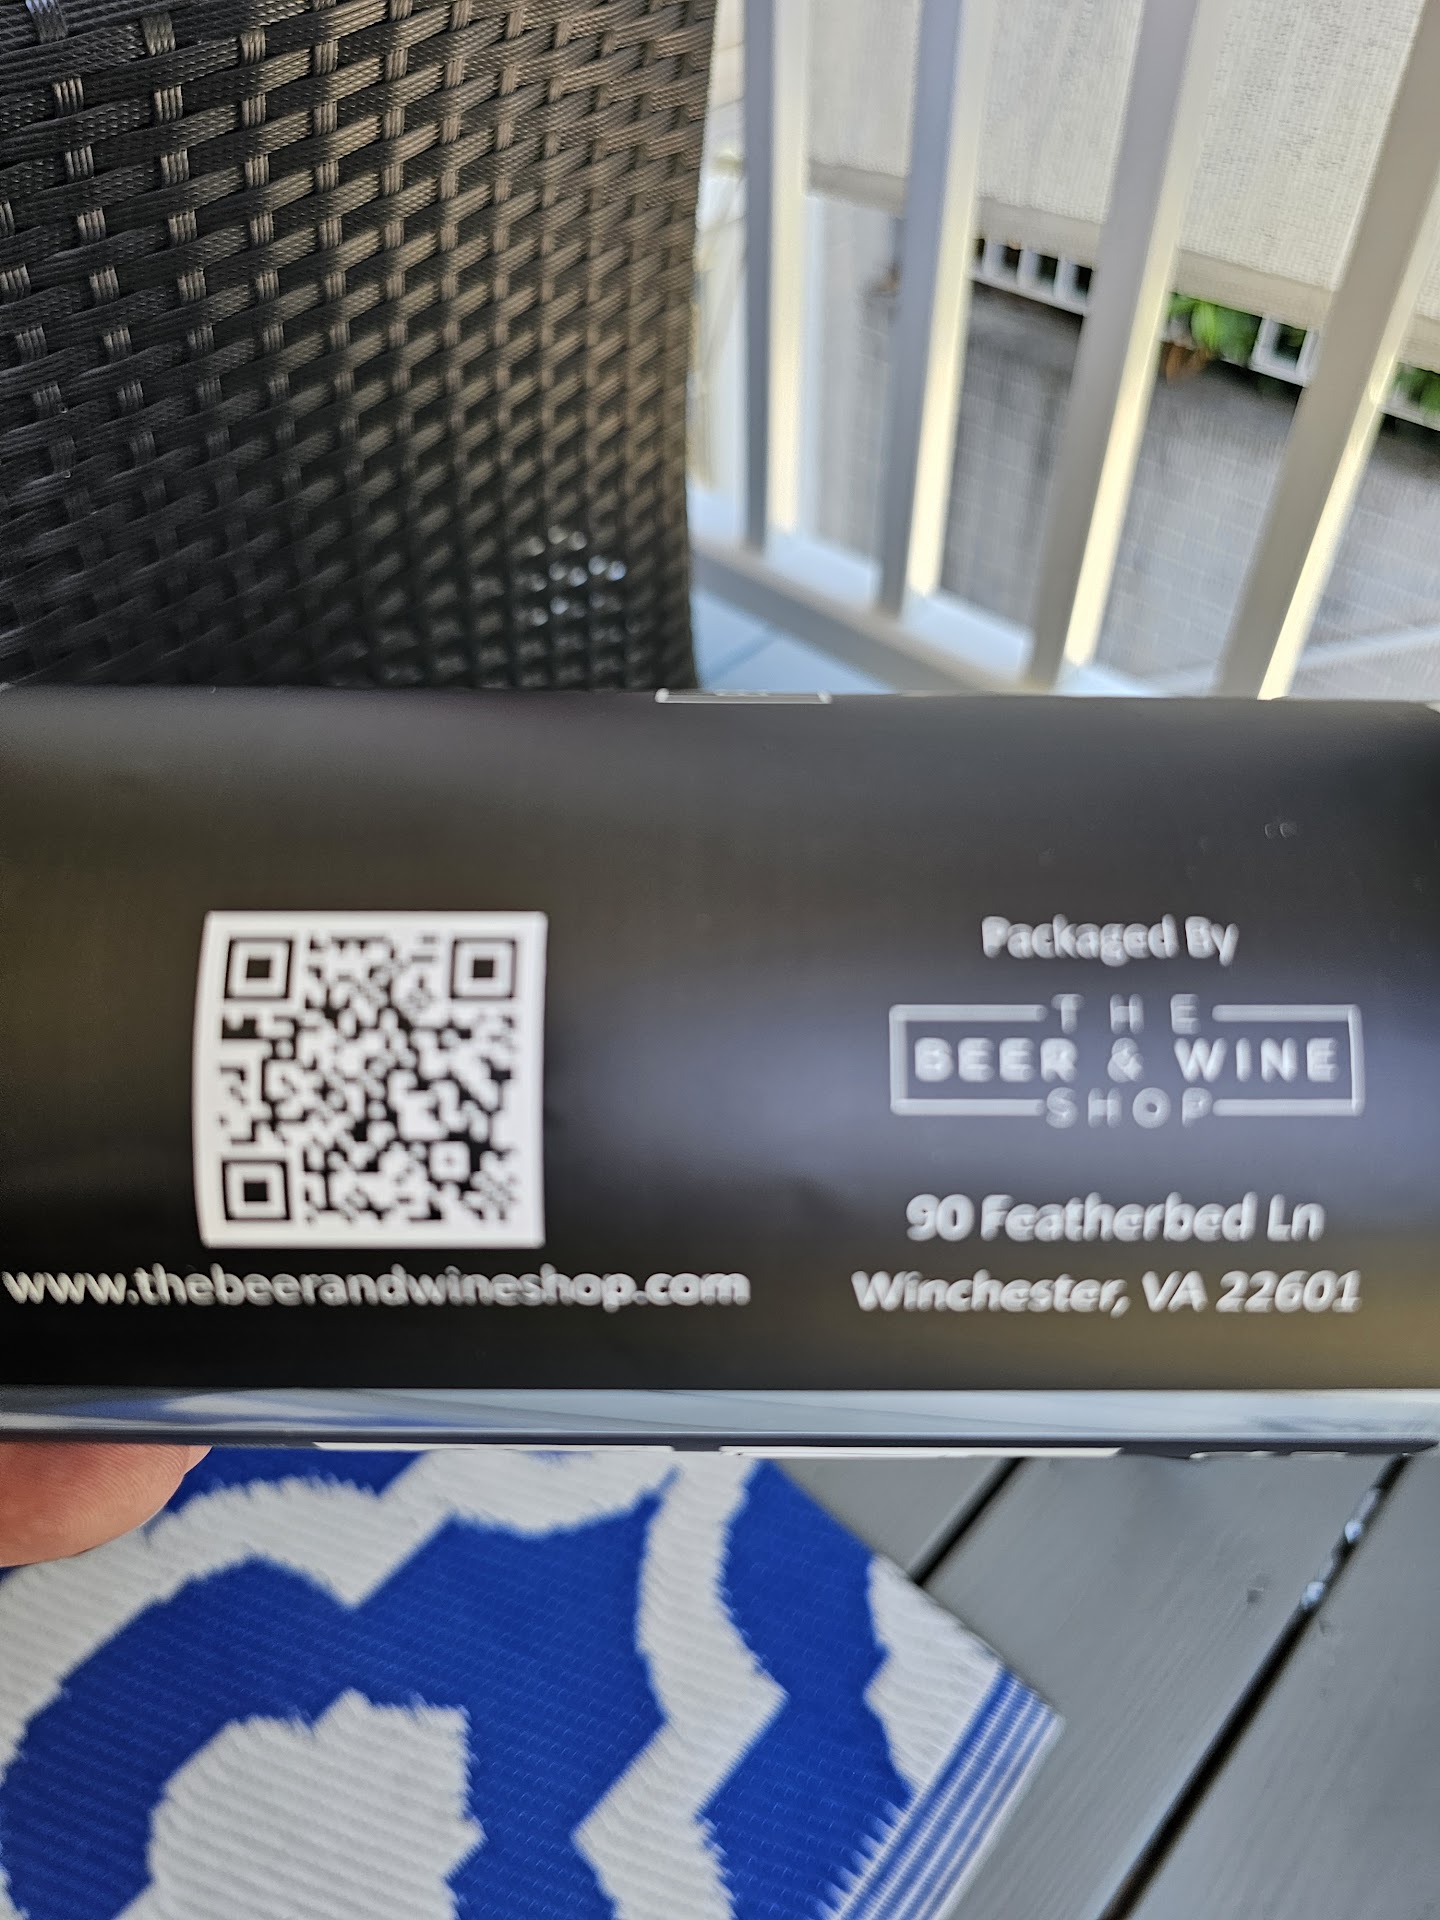 Packaged By
THE
BEER & WINE
SHOP
90 Featherbed Ln
Winchester, VA 22601
www.thebeerandwineshop.com